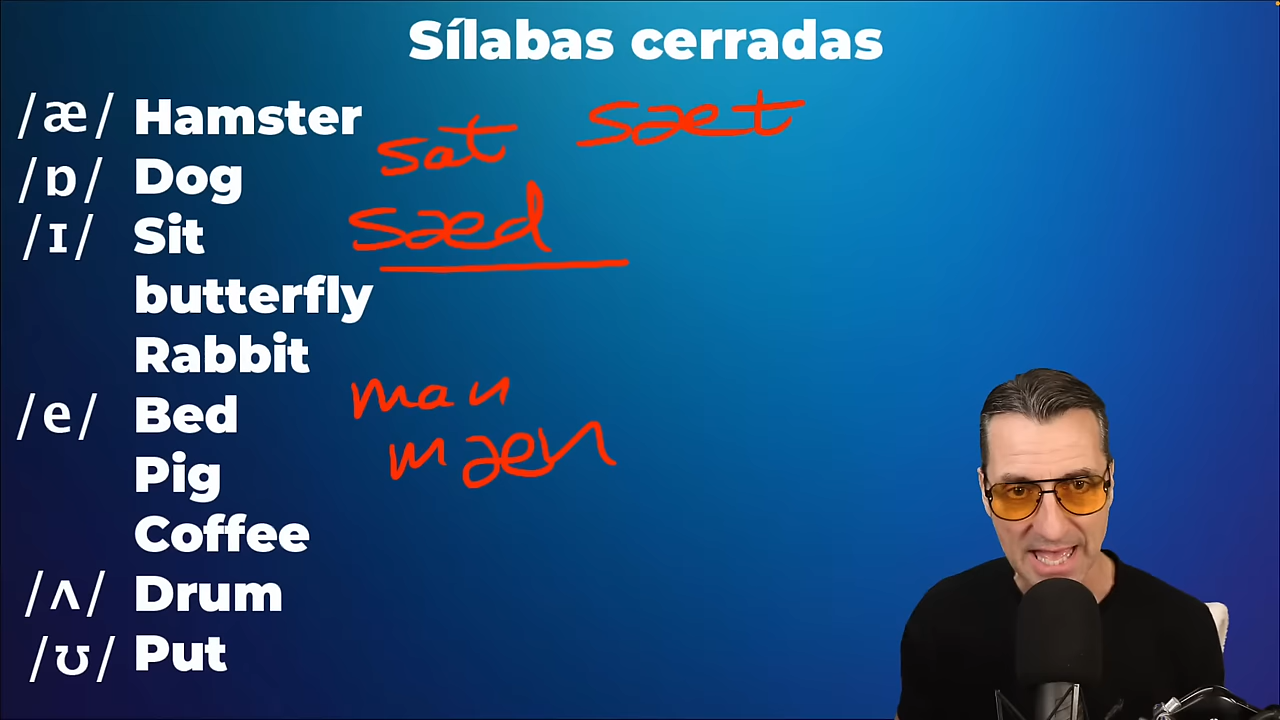 Sílabas cerradas
/æ/ Hamster
sat sæt
/ɒ/ Dog
/ɪ/ Sit
sæd
butterfly
Rabbit
man
/e/ Bed
mæn
Pig
Coffee
/ʌ/ Drum
/ʊ/ Put